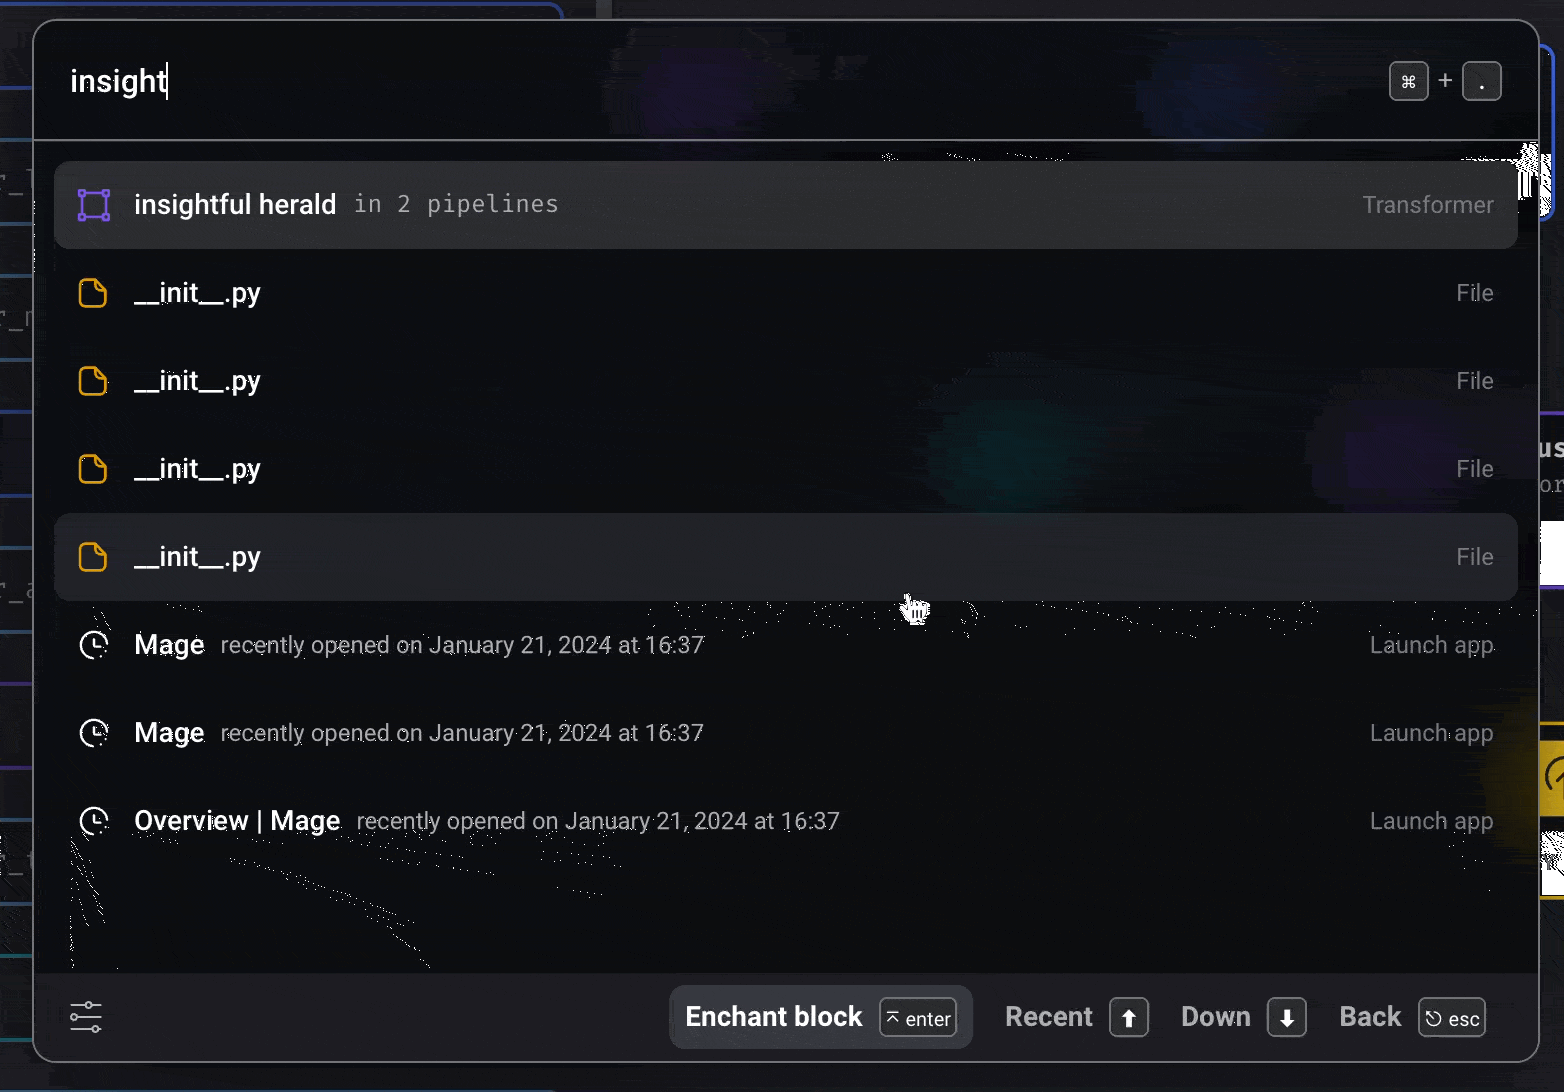 insight
⌘ + .
insightful herald in 2 pipelines Transformer
__init__.py File
__init__.py File
__init__.py File
__init__.py File
Mage recently opened on January 21, 2024 at 16:37 Launch app
Mage recently opened on January 21, 2024 at 16:37 Launch app
Overview | Mage recently opened on January 21, 2024 at 16:37 Launch app
Enchant block enter Recent Down Back esc